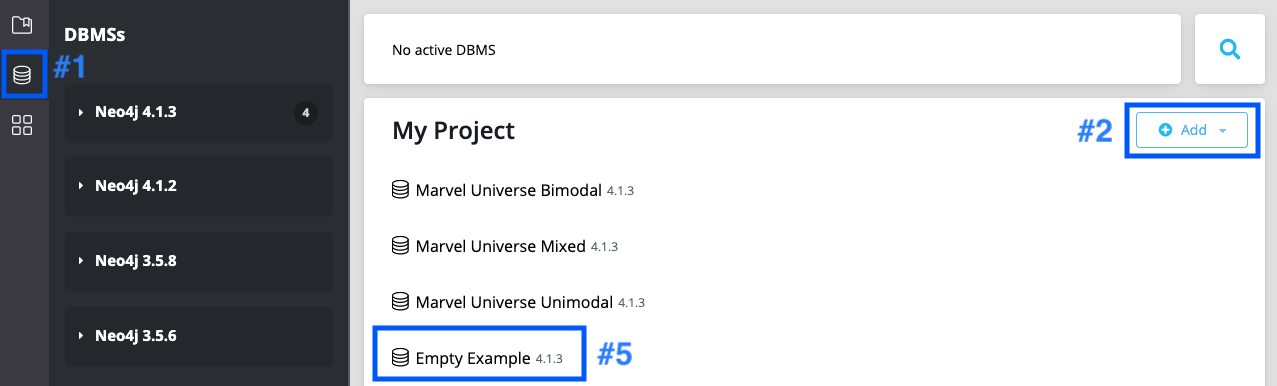 DBMSs
#1
Neo4j 4.1.3
4
Neo4j 4.1.2
Neo4j 3.5.8
Neo4j 3.5.6
No active DBMS
My Project
#2
Add
Marvel Universe Bimodal 4.1.3
Marvel Universe Mixed 4.1.3
Marvel Universe Unimodal 4.1.3
Empty Example 4.1.3
#5